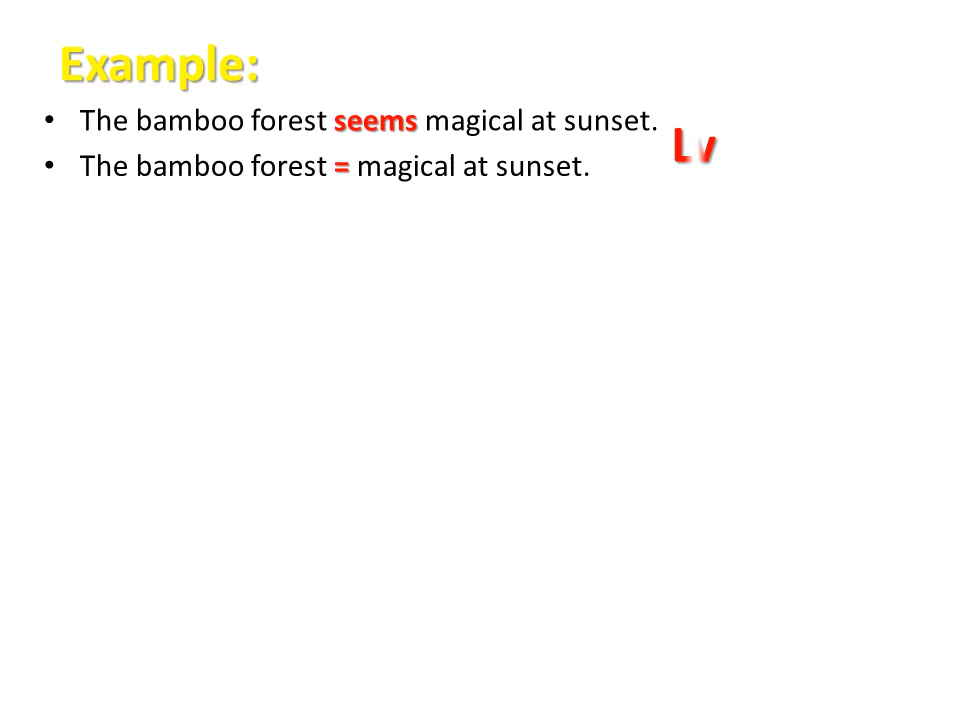 Example:
• The bamboo forest seems magical at sunset.
• The bamboo forest = magical at sunset.